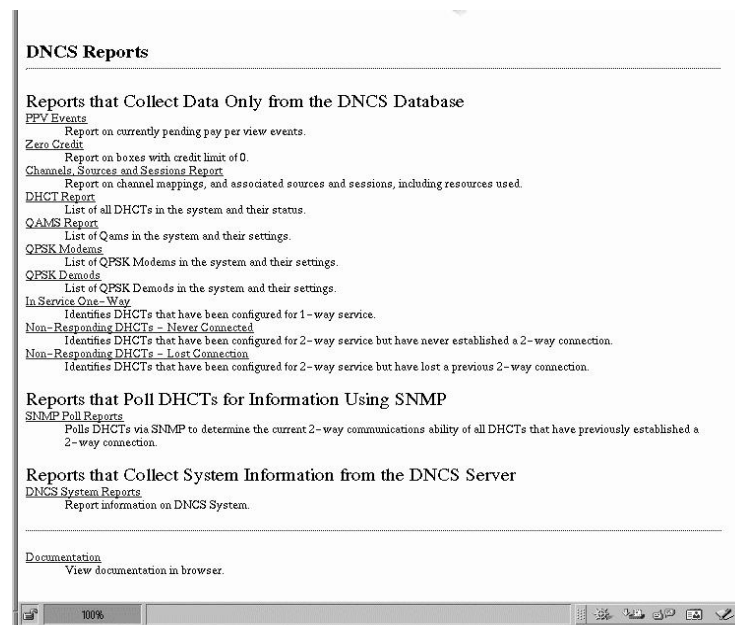 DNCS Reports
Reports that Collect Data Only from the DNCS Database
PPV Events
Report on currently pending pay per view events.
Zero Credit
Report on boxes with credit limit of 0.
Channels, Sources and Sessions Report
Report on channel mappings, and associated sources and sessions, including resources used.
DHCT Report
List of all DHCTs in the system and their status.
QAMS Report
List of Qams in the system and their settings.
QPSK Modems
List of QPSK Modems in the system and their settings.
QPSK Demods
List of QPSK Demods in the system and their settings.
In Service One-Way
Identifies DHCTs that have been configured for 1-way service.
Non-Responding DHCTs - Never Connected
Identifies DHCTs that have been configured for 2-way service but have never established a 2-way connection.
Non-Responding DHCTs - Lost Connection
Identifies DHCTs that have been configured for 2-way service but have lost a previous 2-way connection.
Reports that Poll DHCTs for Information Using SNMP
SNMP Poll Reports
Polls DHCTs via SNMP to determine the current 2-way communications ability of all DHCTs that have previously established a
2-way connection.
Reports that Collect System Information from the DNCS Server
DNCS System Reports
Report information on DNCS System.
Documentation
View documentation in browser.
100%